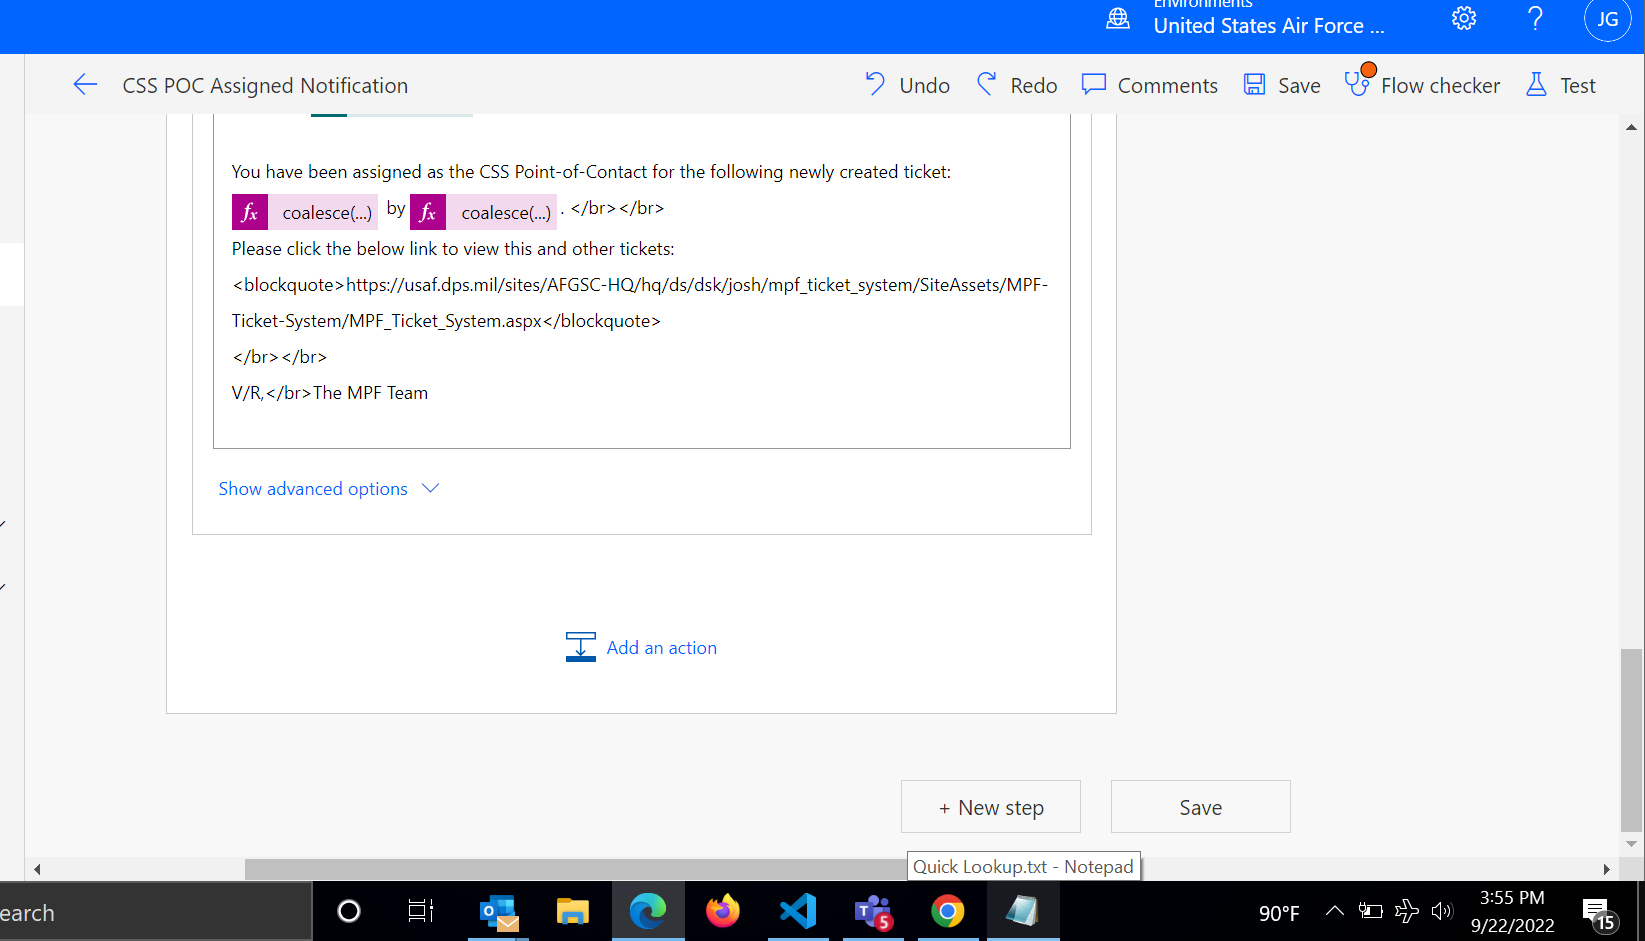 Environments
United States Air Force ...
JG
CSS POC Assigned Notification
Undo
Redo
Comments
Save
Flow checker
Test
You have been assigned as the CSS Point-of-Contact for the following newly created ticket:
fx coalesce(...) by fx coalesce(...) . </br></br>
Please click the below link to view this and other tickets:
<blockquote>https://usaf.dps.mil/sites/AFGSC-HQ/hq/ds/dsk/josh/mpf_ticket_system/SiteAssets/MPF-
Ticket-System/MPF_Ticket_System.aspx</blockquote>
</br></br>
V/R,</br>The MPF Team
Show advanced options
Add an action
+ New step
Save
Quick Lookup.txt - Notepad
earch
5
90°F
3:55 PM
9/22/2022
15